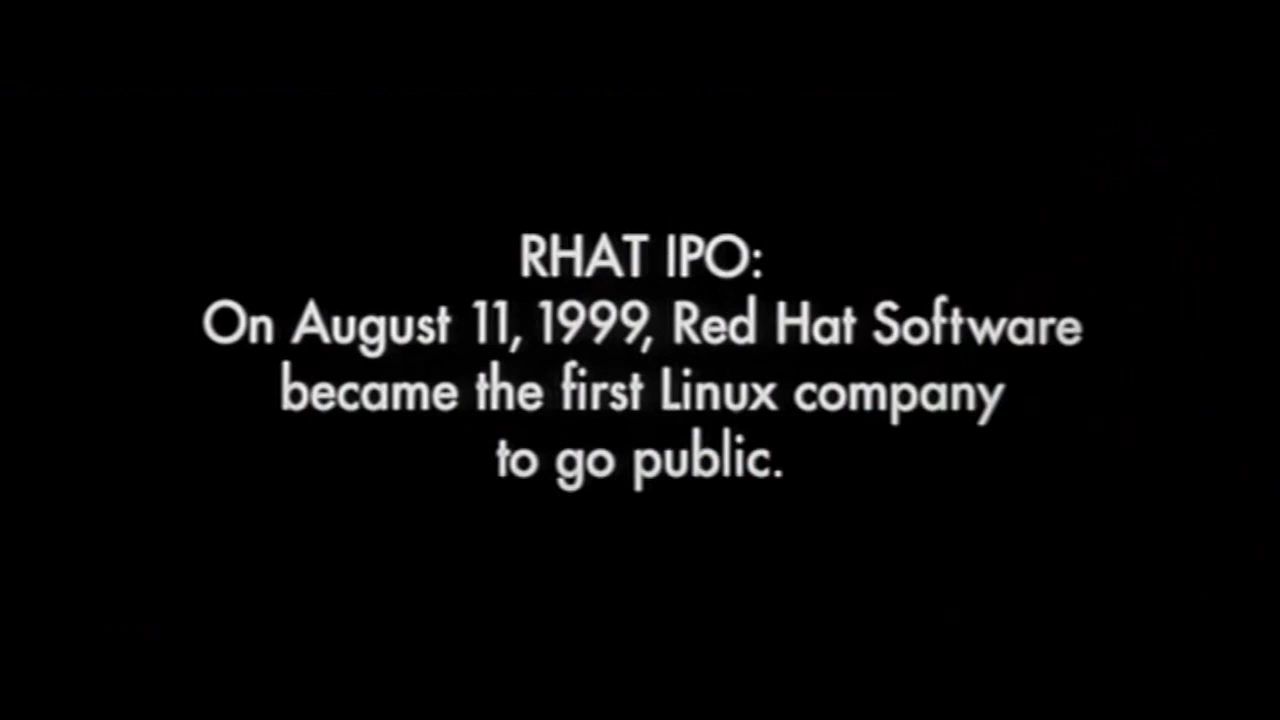 RHAT IPO:
On August 11, 1999, Red Hat Software
became the first Linux company
to go public.